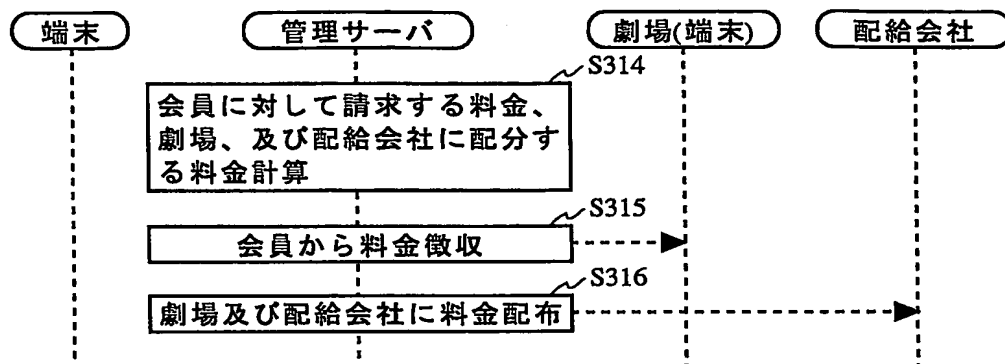 端末
管理サーバ
劇場(端末)
配給会社
S314
会員に対して請求する料金、
劇場、及び配給会社に配分す
る料金計算
S315
会員から料金徴収
S316
劇場及び配給会社に料金配布